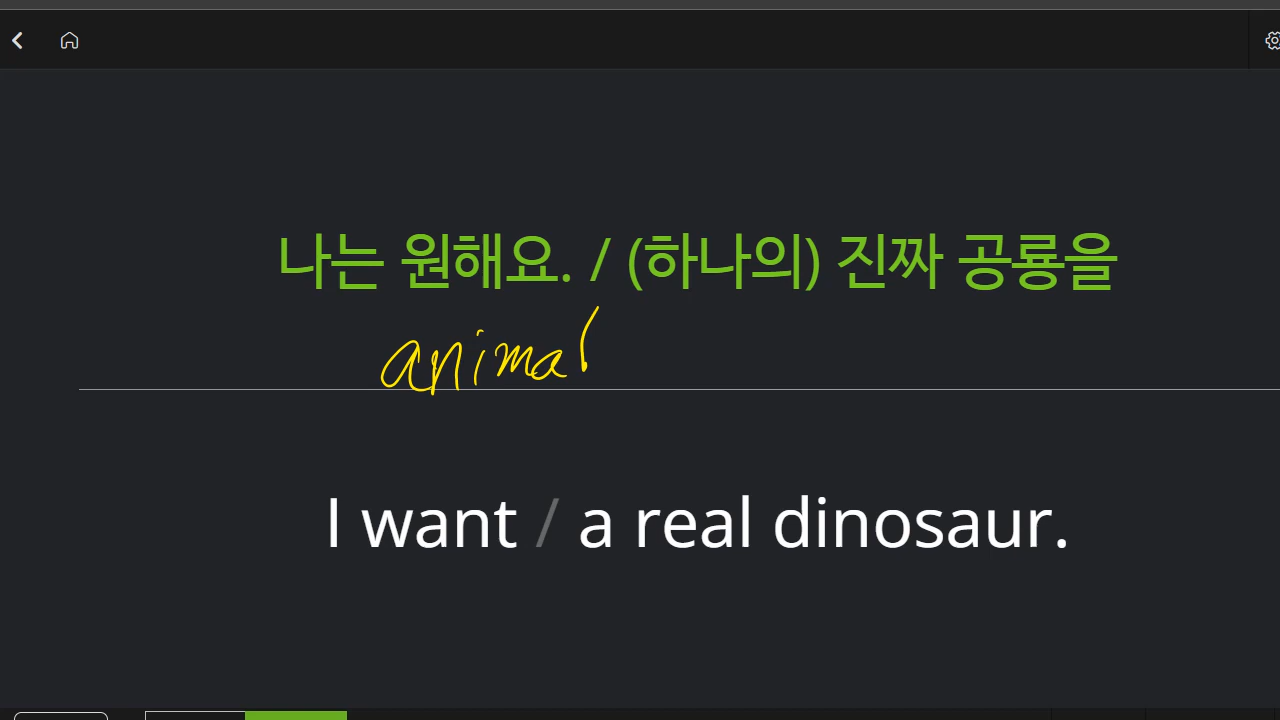 나는 원해요. / (하나의) 진짜 공룡을
animal
I want / a real dinosaur.